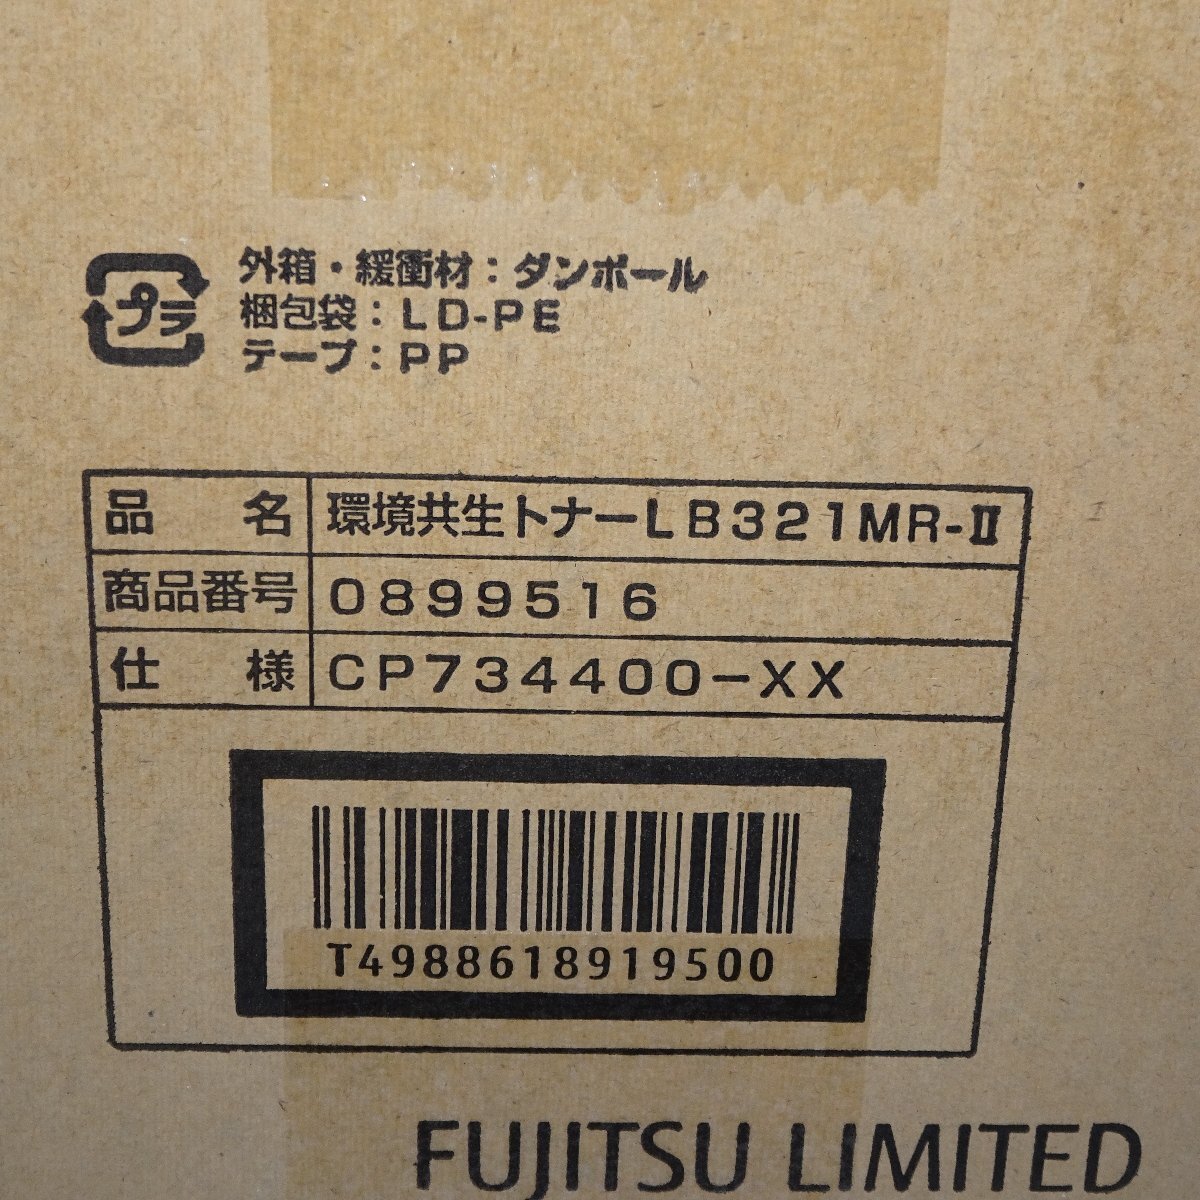 プラ
外箱・緩衝材：ダンボール
梱包袋：LD-PE
テープ：PP
品名 環境共生トナーLB321MR-Ⅱ
商品番号 0899516
仕様 CP734400-XX
T4988618919500
FUJITSU LIMITED